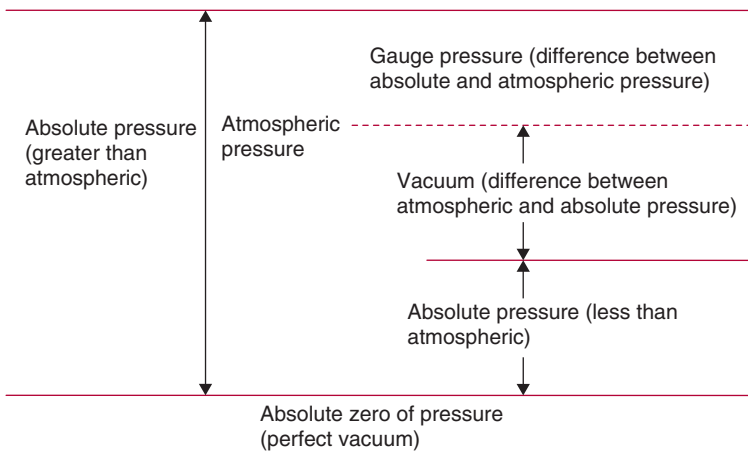 Gauge pressure (difference between
absolute and atmospheric pressure)
Absolute pressure
(greater than
atmospheric)
Atmospheric
pressure
Vacuum (difference between
atmospheric and absolute pressure)
Absolute pressure (less than
atmospheric)
Absolute zero of pressure
(perfect vacuum)